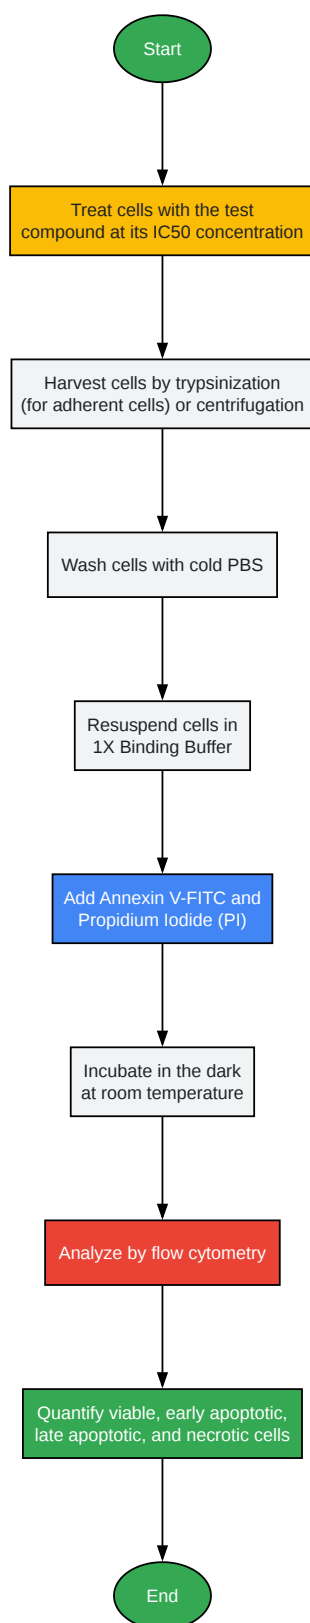 Start
Treat cells with the test
compound at its IC50 concentration
Harvest cells by trypsinization
(for adherent cells) or centrifugation
Wash cells with cold PBS
Resuspend cells in
1X Binding Buffer
Add Annexin V-FITC and
Propidium Iodide (PI)
Incubate in the dark
at room temperature
Analyze by flow cytometry
Quantify viable, early apoptotic,
late apoptotic, and necrotic cells
End